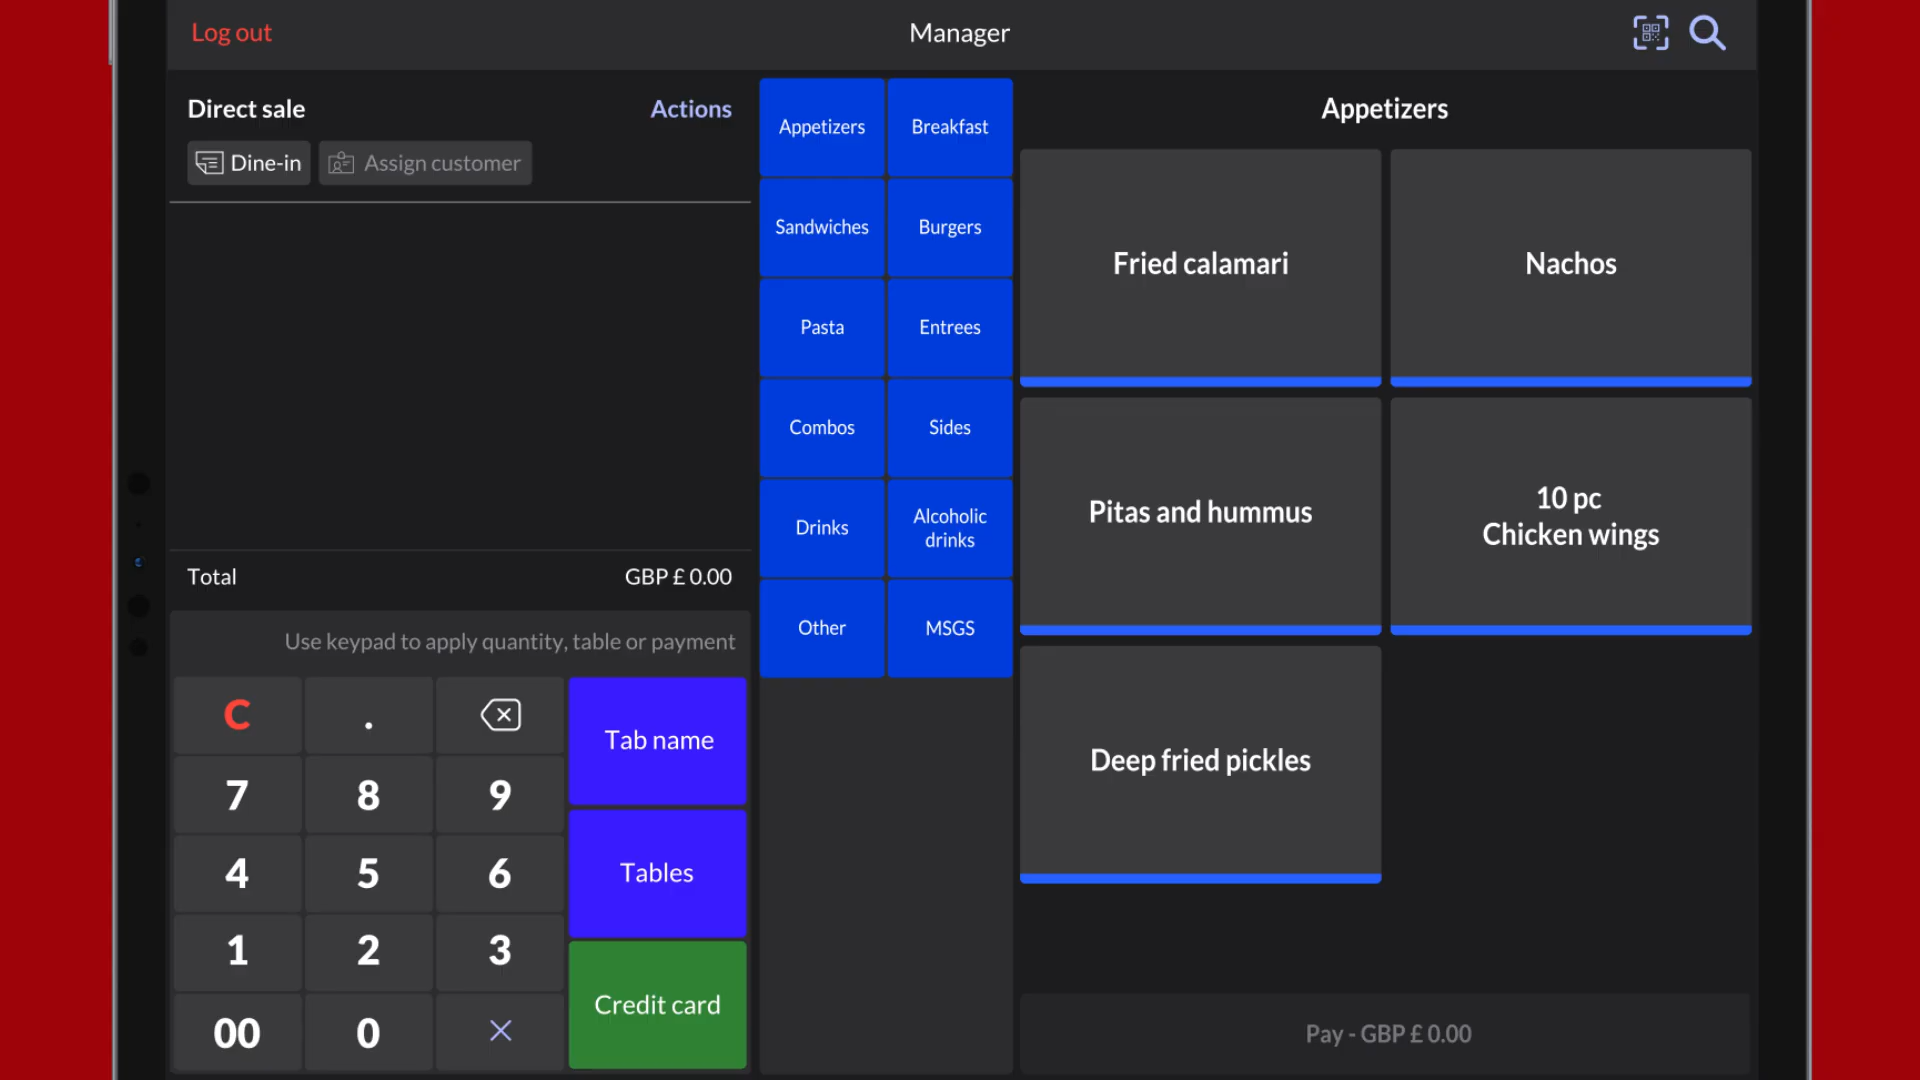 Log out
Manager
Direct sale
Actions
Dine-in
Assign customer
Total
GBP £ 0.00
Use keypad to apply quantity, table or payment
C
.
7
8
9
4
5
6
1
2
3
00
0
×
Tab name
Tables
Credit card
Appetizers
Breakfast
Sandwiches
Burgers
Pasta
Entrees
Combos
Sides
Drinks
Alcoholic
drinks
Other
MSGS
Appetizers
Fried calamari
Nachos
Pitas and hummus
10 pc
Chicken wings
Deep fried pickles
Pay - GBP £ 0.00